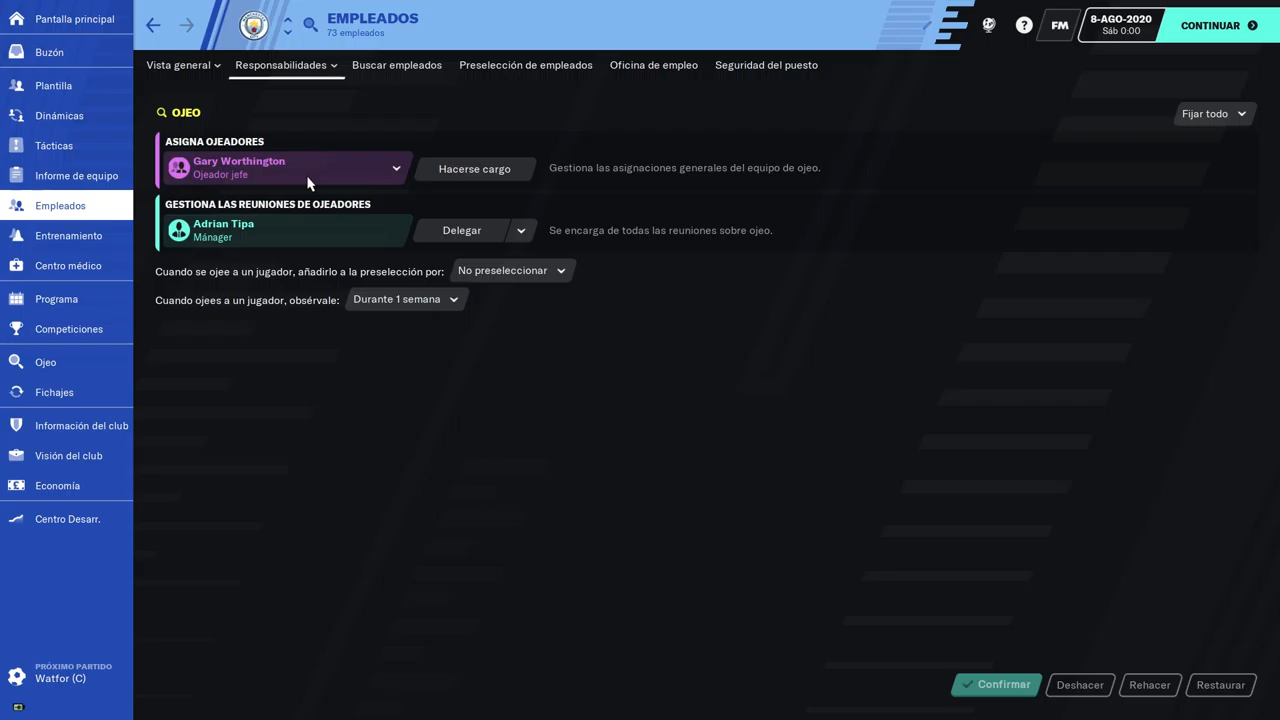 Pantalla principal
Buzón
Plantilla
Dinámicas
Tácticas
Informe de equipo
Empleados
Entrenamiento
Centro médico
Programa
Competiciones
Ojeo
Fichajes
Información del club
Visión del club
Economía
Centro Desarr.
PRÓXIMO PARTIDO
Watfor (C)
EMPLEADOS
73 empleados
?
FM
8-AGO-2020
Sáb 0:00
CONTINUAR
Vista general Responsabilidades Buscar empleados Preselección de empleados Oficina de empleo Seguridad del puesto
OJEO
Fijar todo
ASIGNA OJEADORES
Gary Worthington
Ojeador jefe
Hacerse cargo
Gestiona las asignaciones generales del equipo de ojeo.
GESTIONA LAS REUNIONES DE OJEADORES
Adrian Tipa
Mánager
Delegar
Se encarga de todas las reuniones sobre ojeo.
Cuando se ojee a un jugador, añadirlo a la preselección por: No preseleccionar
Cuando ojees a un jugador, obsérvale: Durante 1 semana
Confirmar Deshacer Rehacer Restaurar